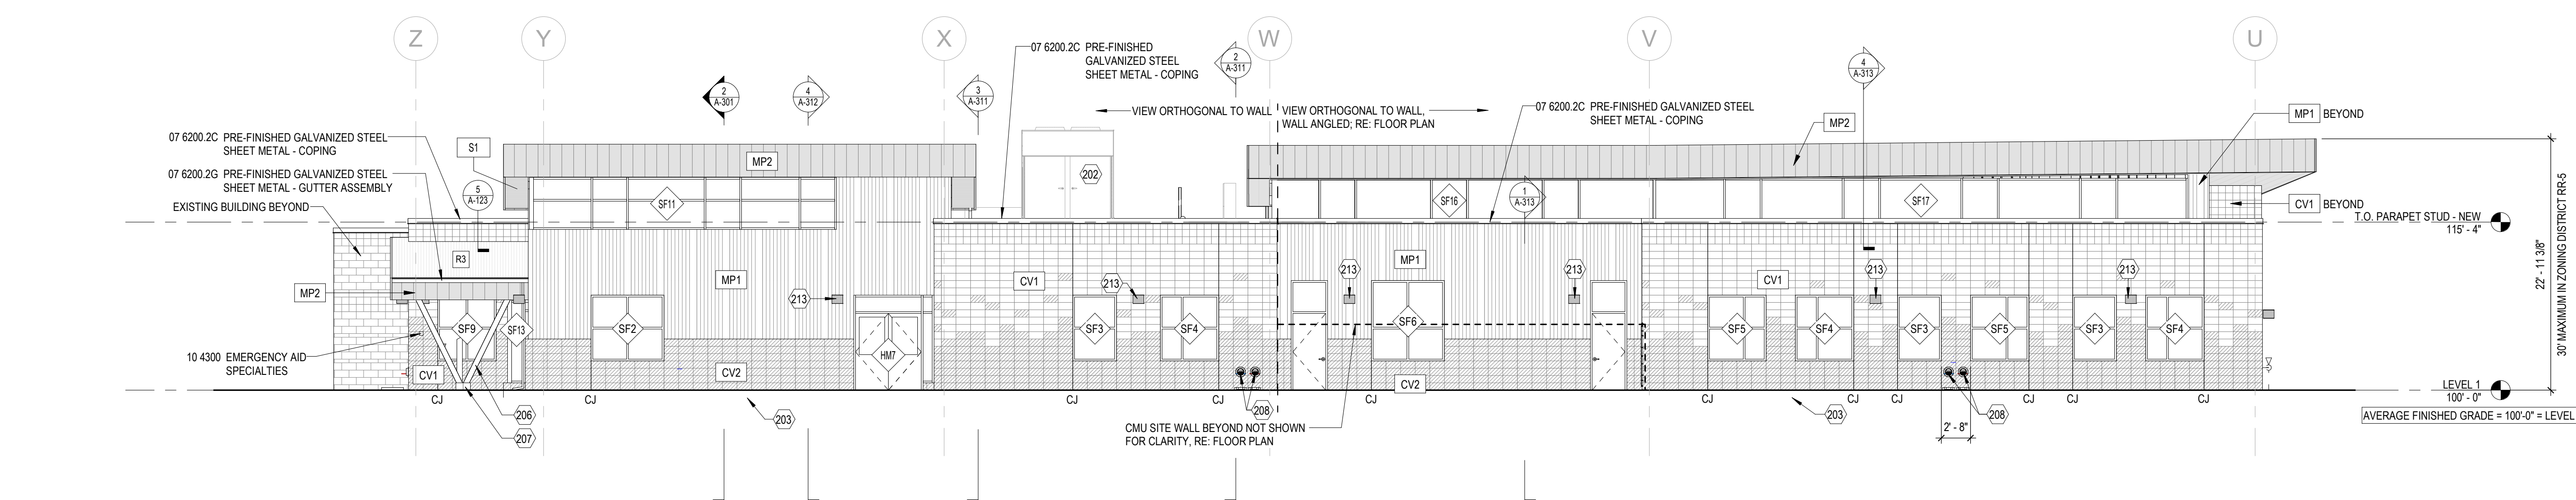 Z
Y
X
W
V
U
07 6200.2C PRE-FINISHED
GALVANIZED STEEL
SHEET METAL - COPING
2
A-311
4
A-313
2
A-301
4
A-312
3
A-311
VIEW ORTHOGONAL TO WALL
VIEW ORTHOGONAL TO WALL,
WALL ANGLED; RE: FLOOR PLAN
07 6200.2C PRE-FINISHED GALVANIZED STEEL
SHEET METAL - COPING
MP2
MP1 BEYOND
07 6200.2C PRE-FINISHED GALVANIZED STEEL
SHEET METAL - COPING
S1
MP2
202
07 6200.2G PRE-FINISHED GALVANIZED STEEL
SHEET METAL - GUTTER ASSEMBLY
5
A-123
EXISTING BUILDING BEYOND
SF11
SF16
1
A-313
SF17
CV1 BEYOND
T.O. PARAPET STUD - NEW
115' - 4"
22' - 11 3/8"
30' MAXIMUM IN ZONING DISTRICT RR-5
R3
MP1
CV1
213
213
MP1
213
CV1
213
213
MP2
213
SF9
SF13
SF2
HM7
SF3
SF4
SF6
SF5
SF4
SF3
SF5
SF3
SF4
10 4300 EMERGENCY AID
SPECIALTIES
CV1
CV2
CV2
LEVEL 1
100' - 0"
CJ
CJ
CJ
CJ
CJ
CJ
CJ
CJ
CJ
CJ
CJ
206
203
208
203
208
AVERAGE FINISHED GRADE = 100'-0" = LEVEL
207
CMU SITE WALL BEYOND NOT SHOWN
FOR CLARITY, RE: FLOOR PLAN
2' - 8"